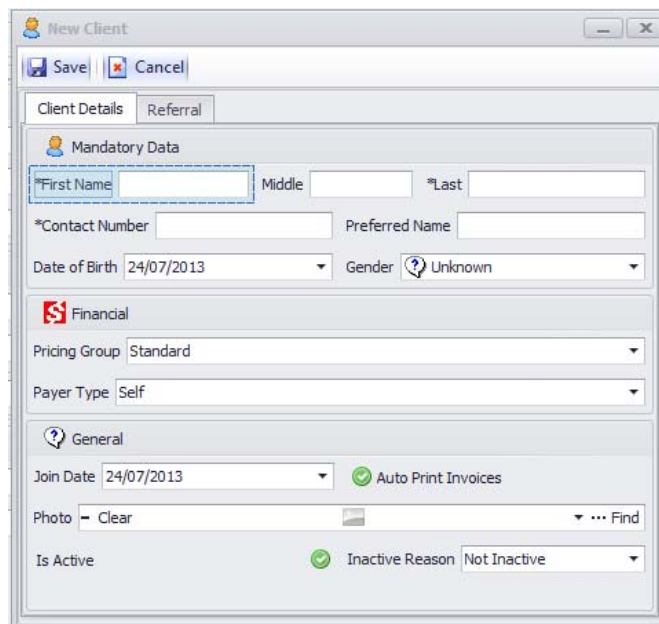 New Client
Save Cancel
Client Details Referral
Mandatory Data
*First Name Middle *Last
*Contact Number Preferred Name
Date of Birth 24/07/2013 Gender Unknown
Financial
Pricing Group Standard
Payer Type Self
General
Join Date 24/07/2013 Auto Print Invoices
Photo Clear ... Find
Is Active Inactive Reason Not Inactive